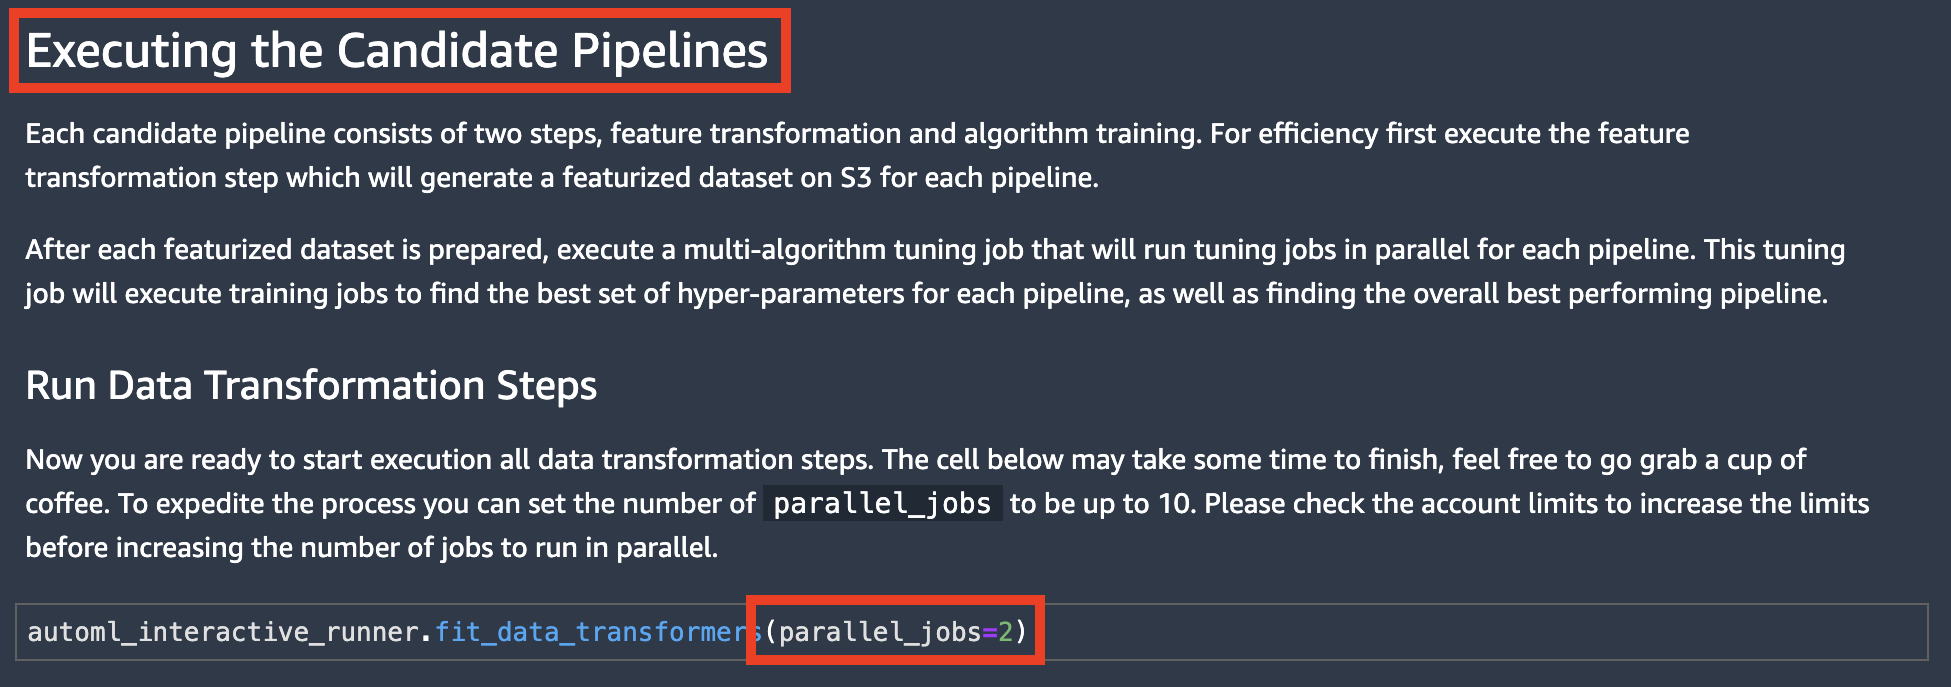 Executing the Candidate Pipelines
Each candidate pipeline consists of two steps, feature transformation and algorithm training. For efficiency first execute the feature
transformation step which will generate a featurized dataset on S3 for each pipeline.
After each featurized dataset is prepared, execute a multi-algorithm tuning job that will run tuning jobs in parallel for each pipeline. This tuning
job will execute training jobs to find the best set of hyper-parameters for each pipeline, as well as finding the overall best performing pipeline.
Run Data Transformation Steps
Now you are ready to start execution all data transformation steps. The cell below may take some time to finish, feel free to go grab a cup of
coffee. To expedite the process you can set the number of parallel_jobs to be up to 10. Please check the account limits to increase the limits
before increasing the number of jobs to run in parallel.
automl_interactive_runner.fit_data_transformers(parallel_jobs=2)